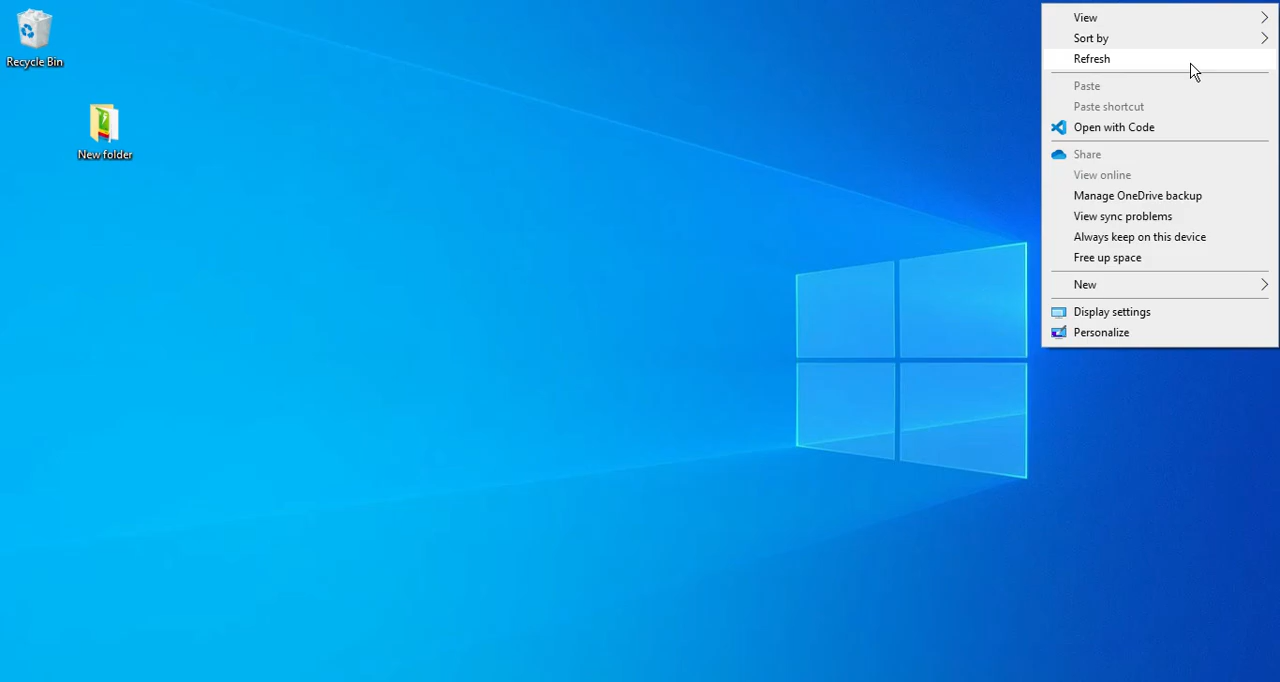 Recycle Bin
New folder
View
Sort by
Refresh
Paste
Paste shortcut
Open with Code
Share
View online
Manage OneDrive backup
View sync problems
Always keep on this device
Free up space
New
Display settings
Personalize